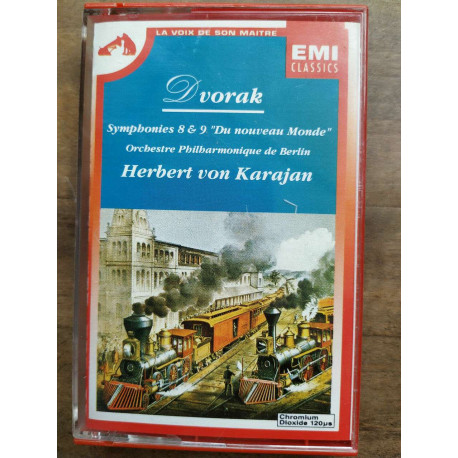 LA VOIX DE SON MAITRE
EMI
CLASSICS
Dvorak
Symphonies 8 & 9 "Du nouveau Monde"
Orchestre Philharmonique de Berlin
Herbert von Karajan
Chromium
Dioxide 120µs